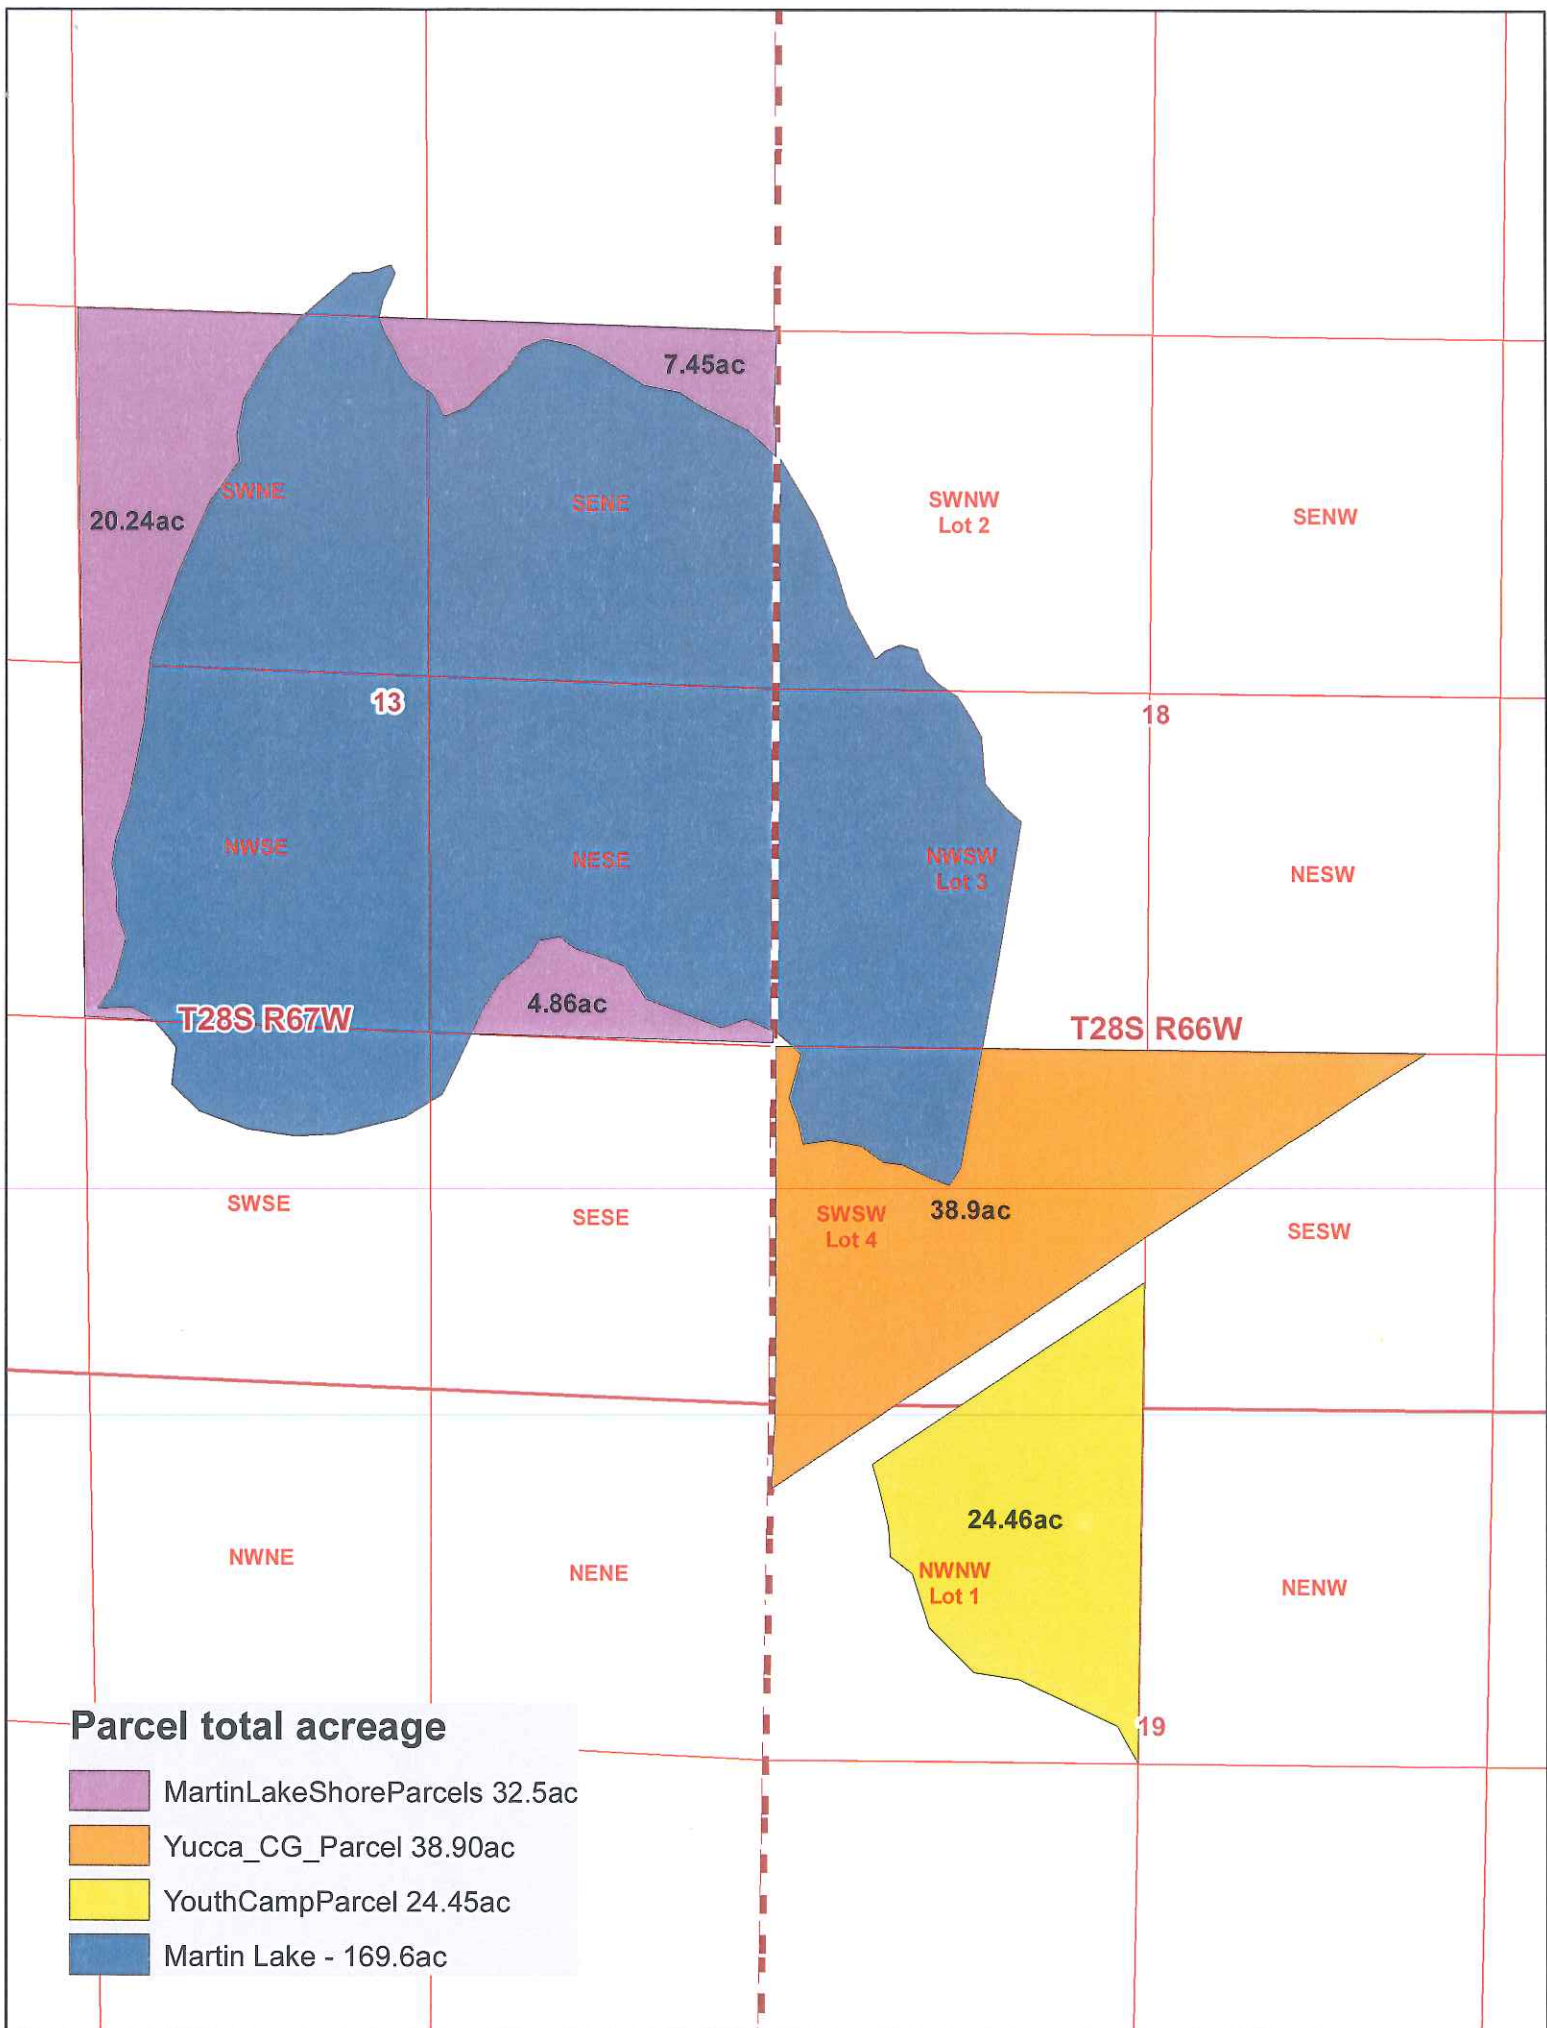 7.45ac
SWNE
SENE
SWNW
Lot 2
SENW
20.24ac
13
18
NWSE
NESE
NWSW
Lot 3
NESW
4.86ac
T28S R67W
T28S R66W
SWSE
SESE
SWSW
Lot 4
38.9ac
SESW
24.46ac
NWNE
NENE
NWNW
Lot 1
NENW
19
Parcel total acreage
MartinLakeShoreParcels 32.5ac
Yucca_CG_Parcel 38.90ac
YouthCampParcel 24.45ac
Martin Lake - 169.6ac